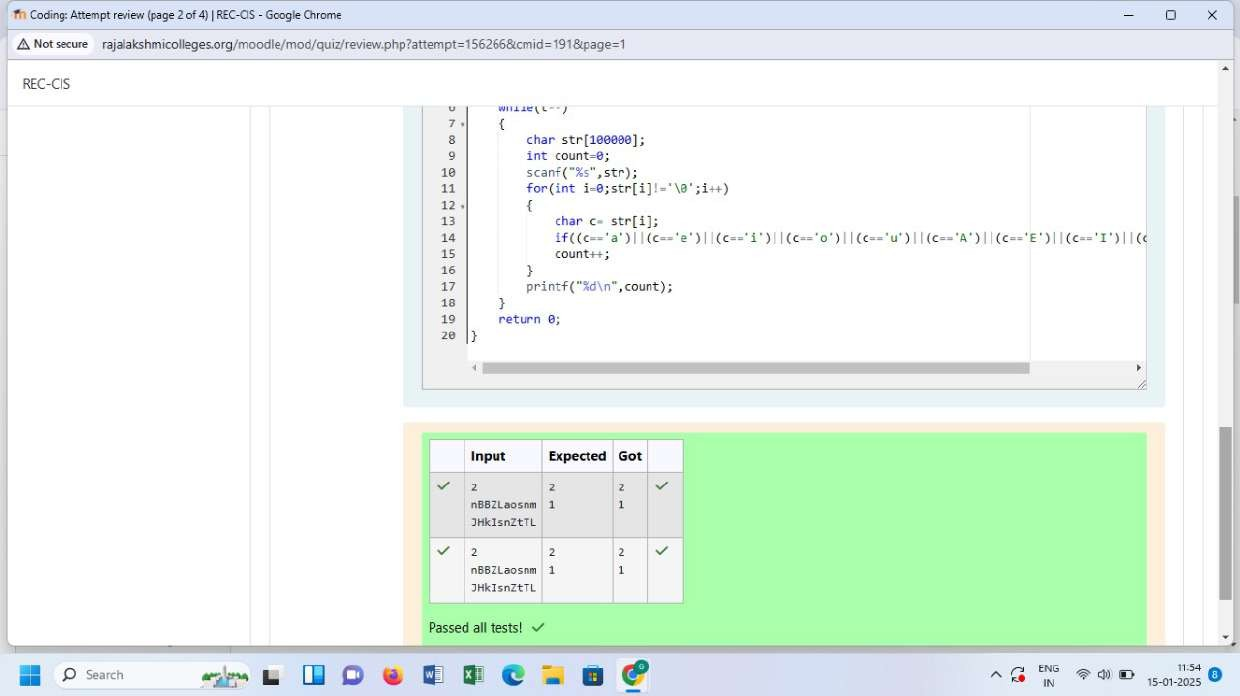 Coding: Attempt review (page 2 of 4) | REC-CIS - Google Chrome
Not secure rajalakshmicolleges.org/moodle/mod/quiz/review.php?attempt=156266&cmid=191&page=1
REC-CIS
6 while(t--)
7 {
8 char str[100000];
9 int count=0;
10 scanf("%s",str);
11 for(int i=0;str[i]!='\0';i++)
12 {
13 char c= str[i];
14 if((c=='a')||(c=='e')||(c=='i')||(c=='o')||(c=='u')||(c=='A')||(c=='E')||(c=='I')||(c
15 count++;
16 }
17 printf("%d\n",count);
18 }
19 return 0;
20 }
Input Expected Got
2 2 2
nBBZLaosnm 1 1
JHkIsnZtTL
2 2 2
nBBZLaosnm 1 1
JHkIsnZtTL
Passed all tests!
Search
ENG
IN
11:54
15-01-2025
8